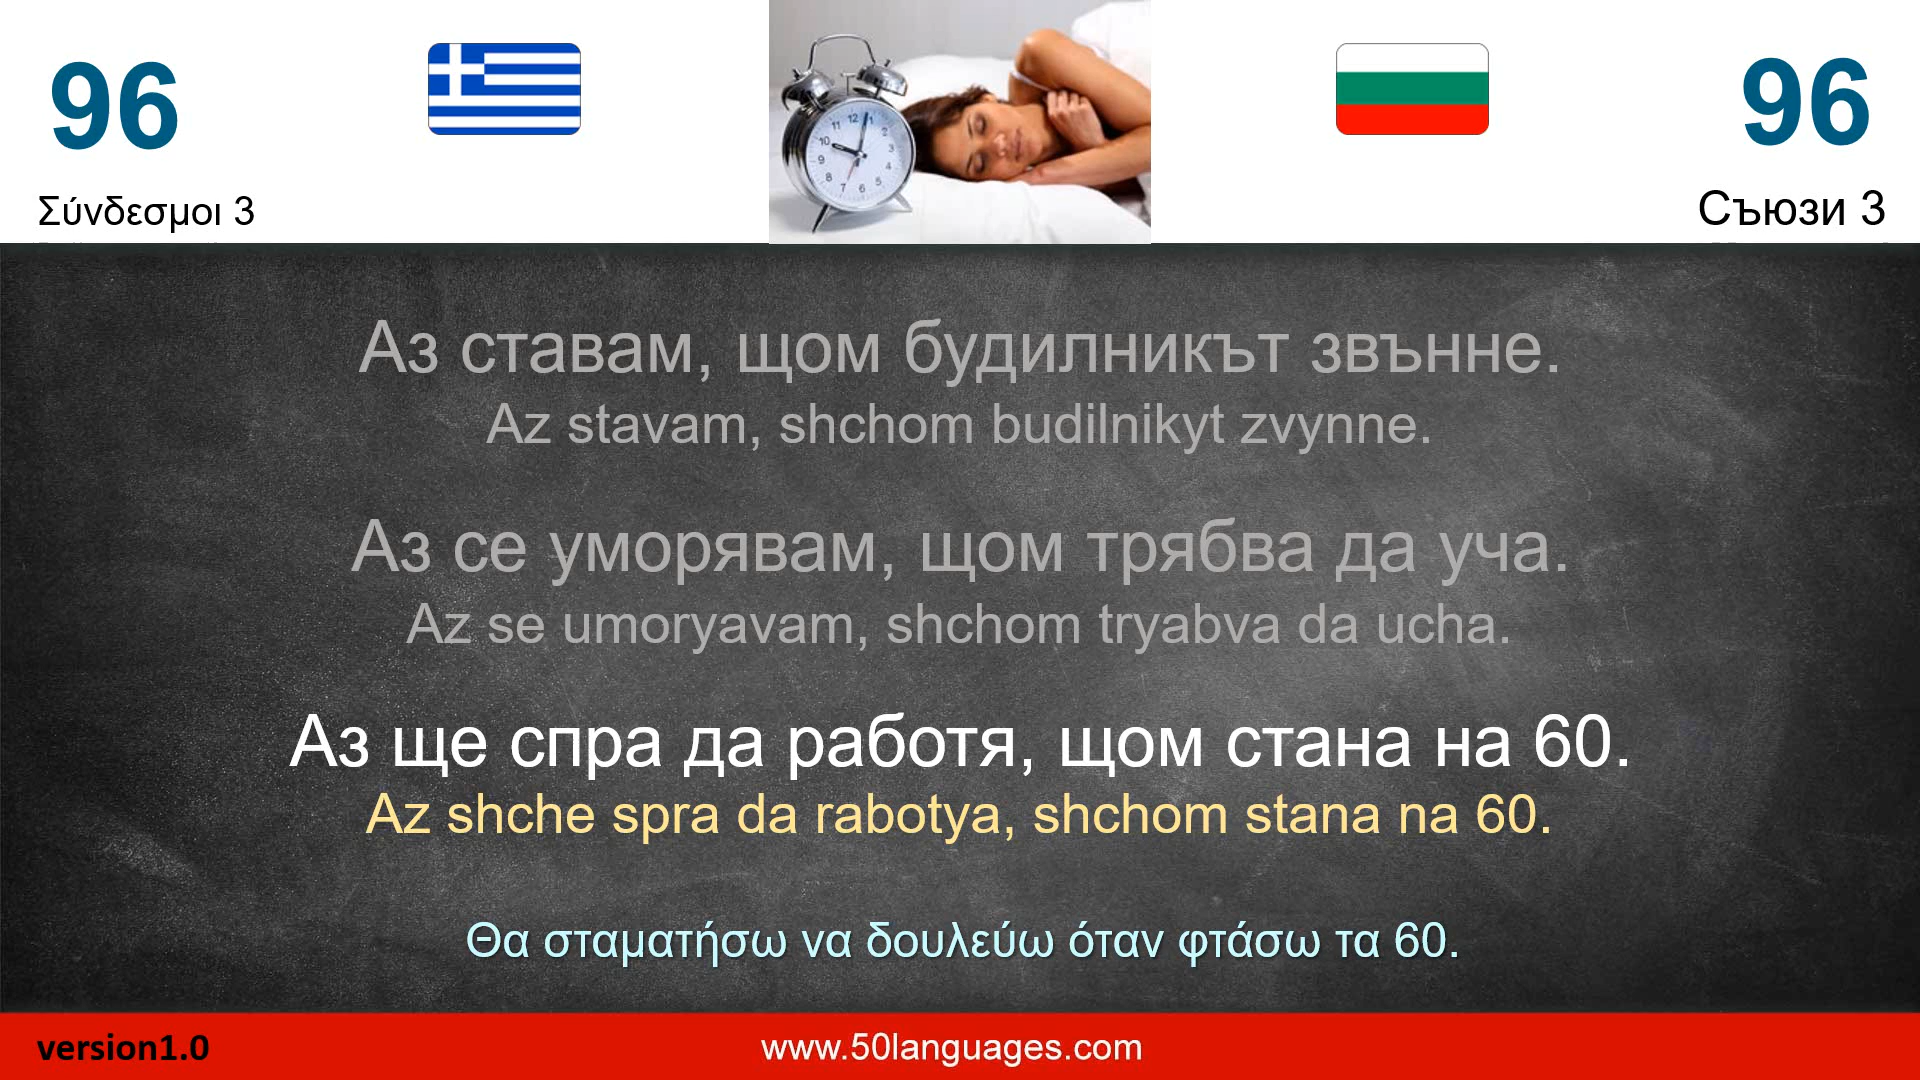 96
96
Σύνδεσμοι 3
Съюзи 3
Аз ставам, щом будилникът звънне.
Az stavam, shchom budilnikyt zvynne.
Аз се уморявам, щом трябва да уча.
Az se umoryavam, shchom tryabva da ucha.
Аз ще спра да работя, щом стана на 60.
Az shche spra da rabotya, shchom stana na 60.
Θα σταματήσω να δουλεύω όταν φτάσω τα 60.
version1.0
www.50languages.com